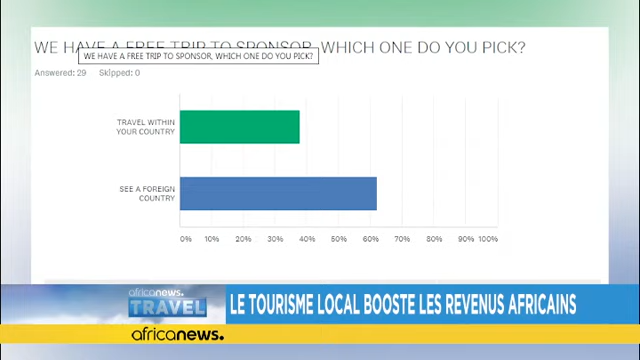 WE HAVE A FREE TRIP TO SPONSOR, WHICH ONE DO YOU PICK?
WE HAVE A FREE TRIP TO SPONSOR, WHICH ONE DO YOU PICK?
Answered: 29 Skipped: 0
TRAVEL WITHIN
YOUR COUNTRY
SEE A FOREIGN
COUNTRY
0% 10% 20% 30% 40% 50% 60% 70% 80% 90% 100%
africanews.
TRAVEL
LE TOURISME LOCAL BOOSTE LES REVENUS AFRICAINS
africanews.